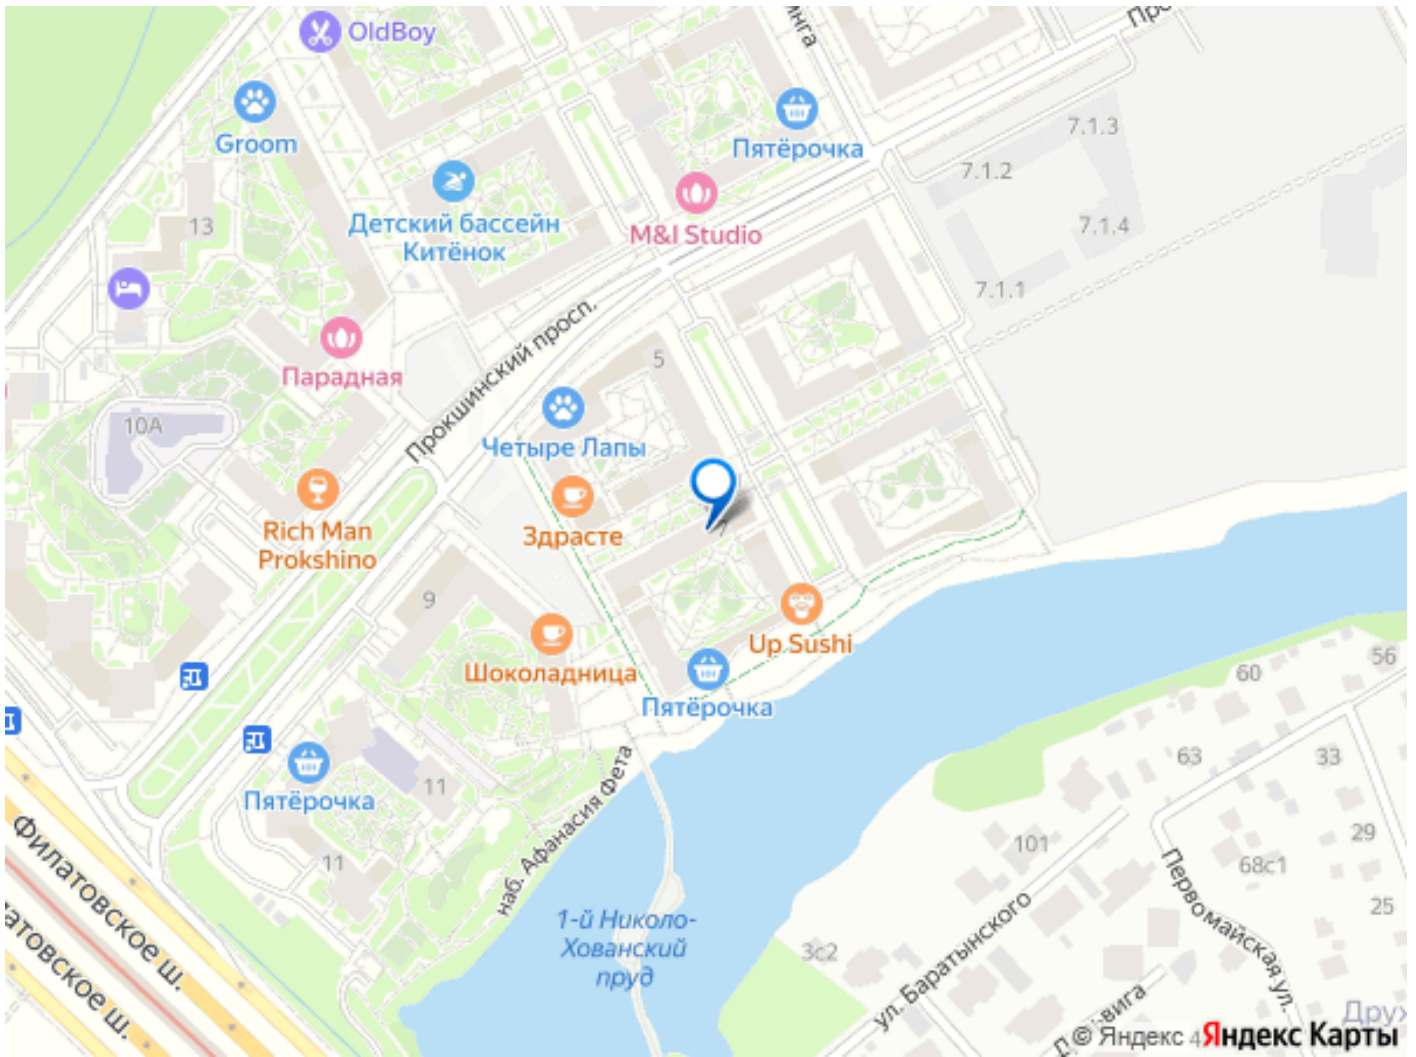 OldBoy
Groom
Пятёрочка
7.1.3
7.1.2
Детский бассейн
Китёнок
M&I Studio
13
7.1.4
7.1.1
Прокшинский просп.
Парадная
5
10А
Четыре Лапы
Rich Man
Prokshino
Здрасте
9
Шоколадница
Up Sushi
Пятёрочка
56
60
63
33
Пятёрочка
11
11
наб. Афанасия Фета
Филатовское ш.
101
29
68с1
25
Первомайская ул.
1-й Николо-
Хованский
пруд
3с2
ул. Баратынского
© Яндекс
Яндекс Карты